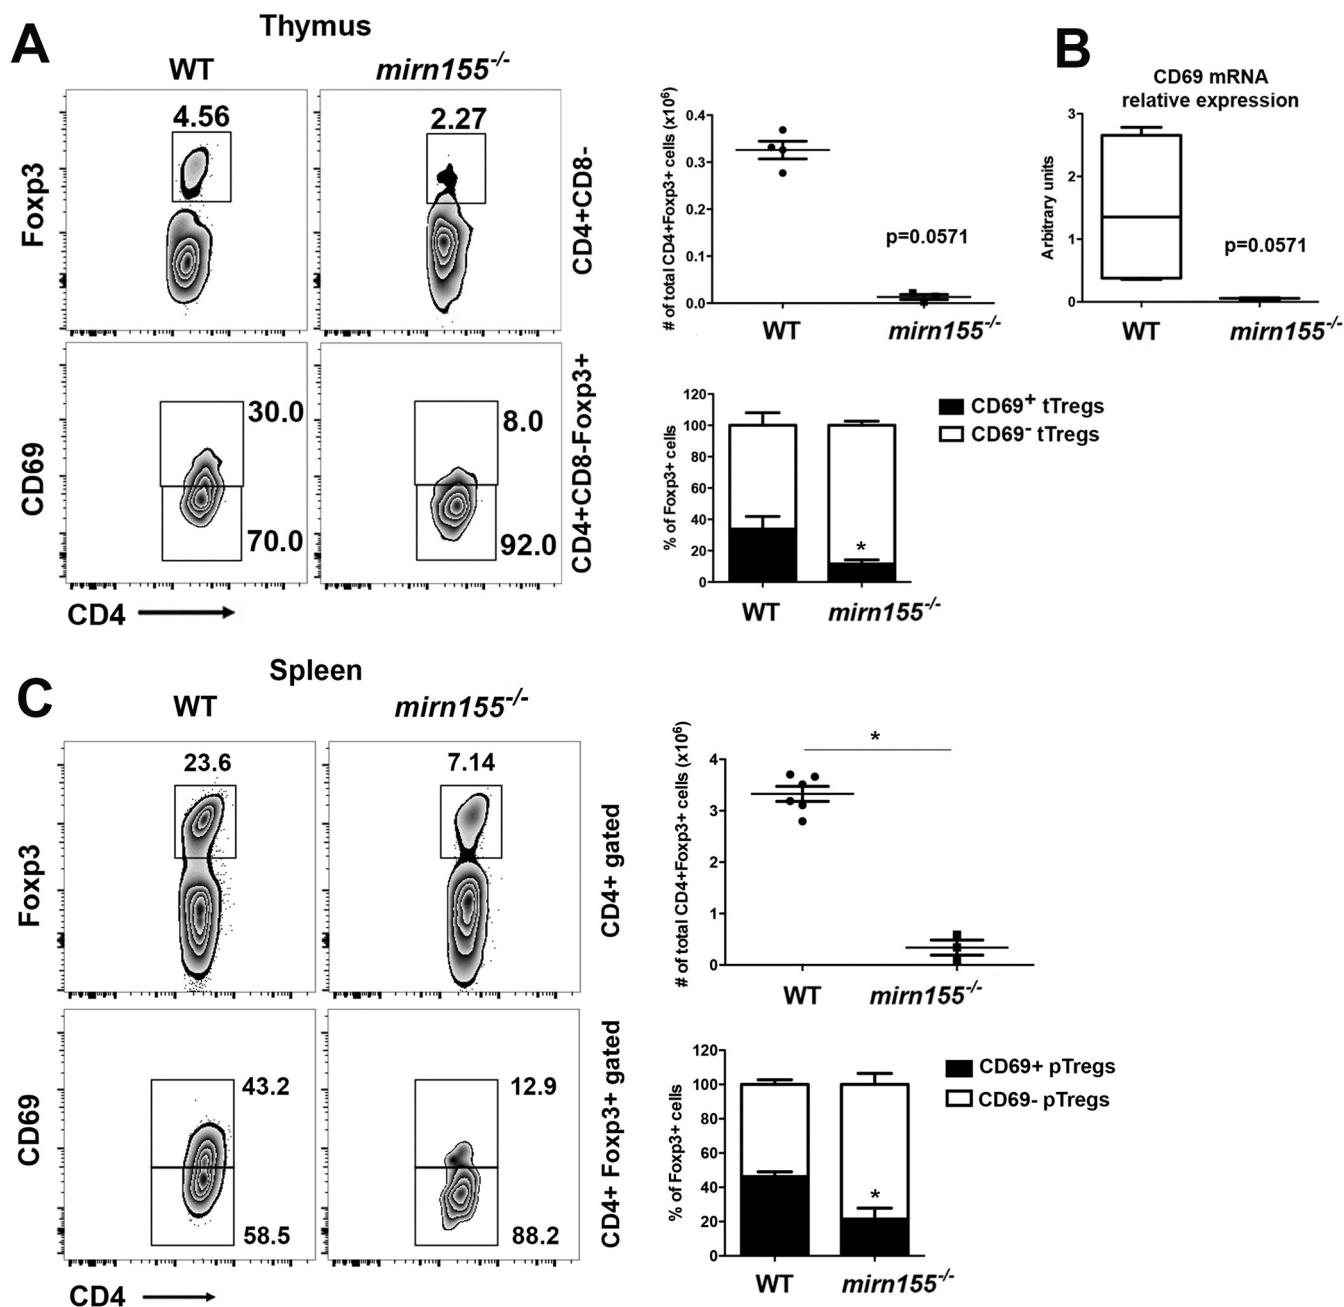 A
Thymus
WT
mirn155-/-
4.56
2.27
Foxp3
CD4+CD8-
30.0
70.0
8.0
92.0
CD69
CD4+CD8-Foxp3+
CD4
# of total CD4+Foxp3+ cells (x10⁶)
0.4
0.3
0.2
0.1
0.0
p=0.0571
WT
mirn155-/-
% of Foxp3+ cells
120
100
80
60
40
20
0
*
WT
mirn155-/-
CD69+ tTregs
CD69- tTregs
B
CD69 mRNA
relative expression
Arbitrary units
3
2
1
0
p=0.0571
WT
mirn155-/-
C
Spleen
WT
mirn155-/-
23.6
7.14
Foxp3
CD4+ gated
43.2
58.5
12.9
88.2
CD69
CD4+ Foxp3+ gated
CD4
# of total CD4+Foxp3+ cells (x10⁶)
4
3
2
1
0
*
WT
mirn155-/-
% of Foxp3+ cells
120
100
80
60
40
20
0
*
WT
mirn155-/-
CD69+ pTregs
CD69- pTregs